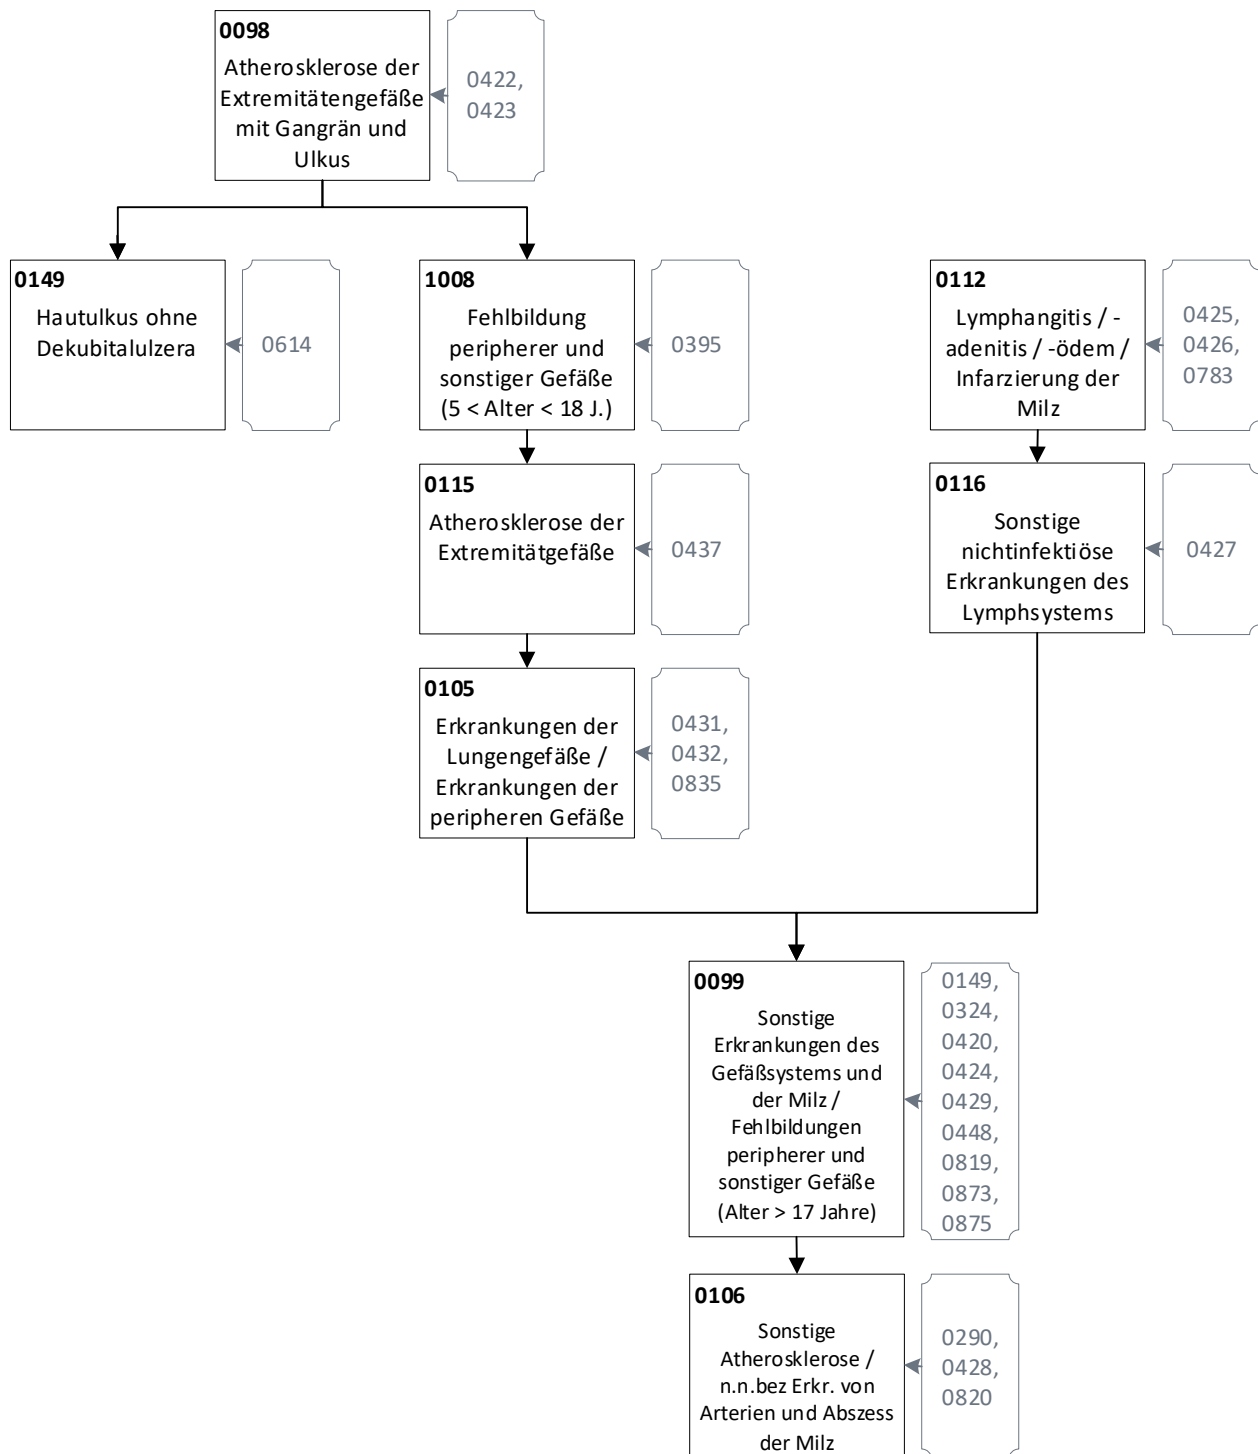 0098
Atherosklerose der
Extremitätengefäße
mit Gangrän und
Ulkus
0422,
0423
0149
Hautulkus ohne
Dekubitalulzera
0614
1008
Fehlbildung
peripherer und
sonstiger Gefäße
(5 < Alter < 18 J.)
0395
0112
Lymphangitis / -
adenitis / -ödem /
Infarzierung der
Milz
0425,
0426,
0783
0115
Atherosklerose der
Extremitätgefäße
0437
0116
Sonstige
nichtinfektiöse
Erkrankungen des
Lymphsystems
0427
0105
Erkrankungen der
Lungengefäße /
Erkrankungen der
peripheren Gefäße
0431,
0432,
0835
0099
Sonstige
Erkrankungen des
Gefäßsystems und
der Milz /
Fehlbildungen
peripherer und
sonstiger Gefäße
(Alter > 17 Jahre)
0149,
0324,
0420,
0424,
0429,
0448,
0819,
0873,
0875
0106
Sonstige
Atherosklerose /
n.n.bez Erkr. von
Arterien und Abszess
der Milz
0290,
0428,
0820